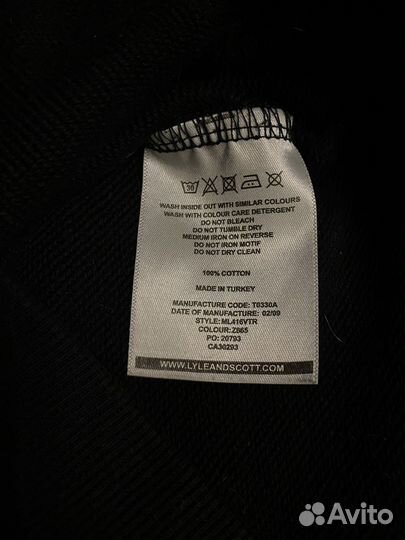 30
WASH INSIDE OUT WITH SIMILAR COLOURS
WASH WITH COLOUR CARE DETERGENT
DO NOT BLEACH
DO NOT TUMBLE DRY
MEDIUM IRON ON REVERSE
DO NOT IRON MOTIF
DO NOT DRY CLEAN
100% COTTON
MADE IN TURKEY
MANUFACTURE CODE: T0330A
DATE OF MANUFACTURE: 02/09
STYLE: ML416VTR
COLOUR: Z865
PO: 20793
CA30293
WWW.LYLEANDSCOTT.COM
Avito